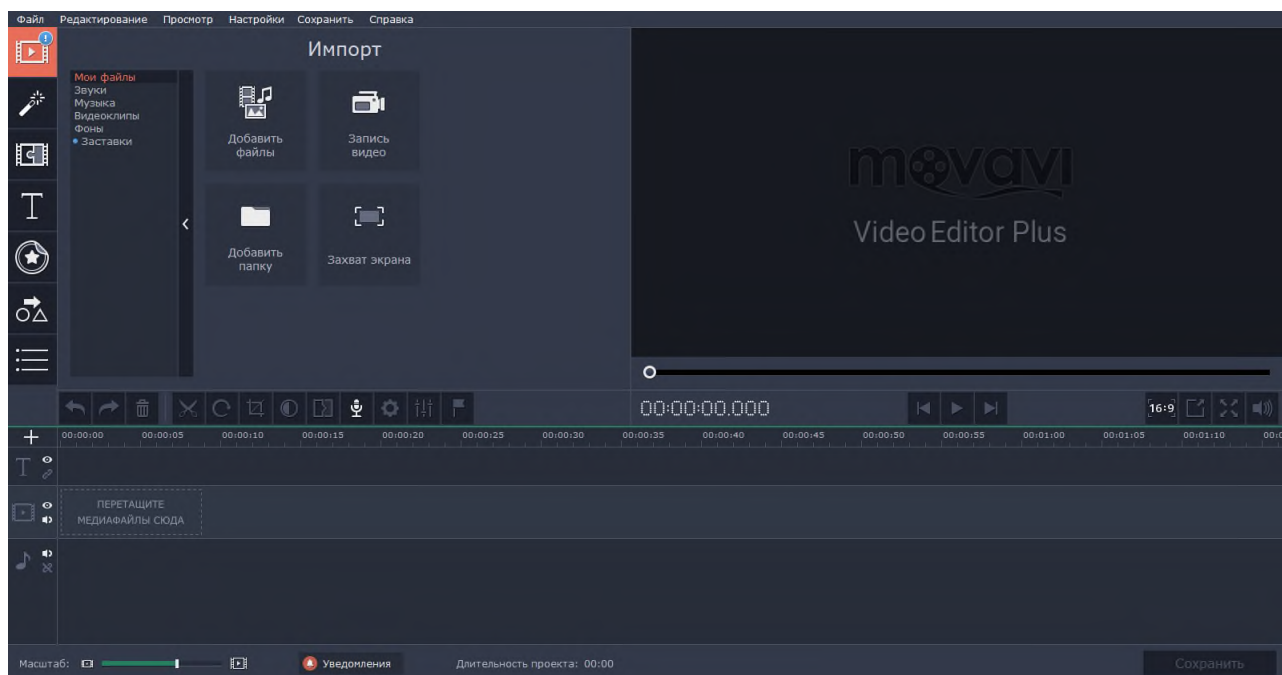 Файл Редактирование Просмотр Настройки Сохранить Справка
Импорт
Мои файлы
Звуки
Музыка
Видеоклипы
Фоны
Заставки
Добавить
файлы
Запись
видео
Добавить
папку
Захват экрана
movavi
Video Editor Plus
00:00:00.000
16:9
00:00:00 00:00:05 00:00:10 00:00:15 00:00:20 00:00:25 00:00:30 00:00:35 00:00:40 00:00:45 00:00:50 00:00:55 00:01:00 00:01:05 00:01:10
ПЕРЕТАЩИТЕ
МЕДИАФАЙЛЫ СЮДА
Масштаб: Уведомления Длительность проекта: 00:00 Сохранить